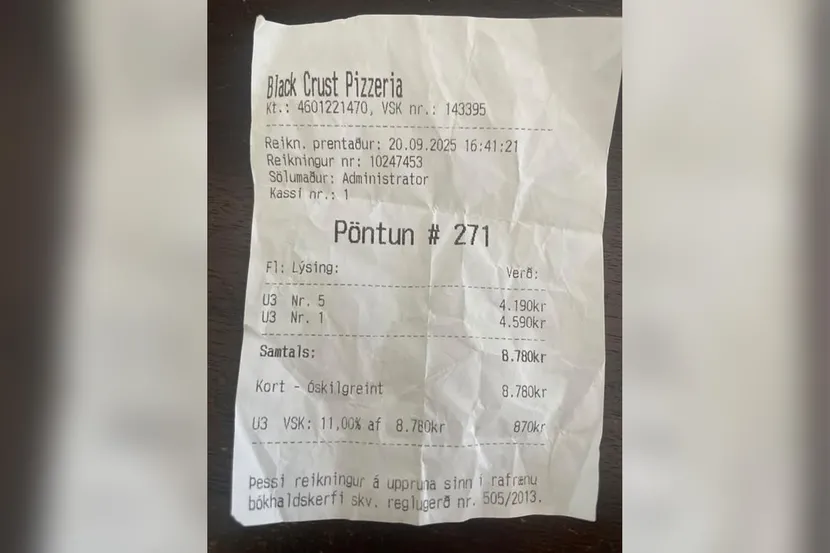 Black Crust Pizzeria
Kt.: 4601221470, VSK nr.: 143395
Reikn. prentaður: 20.09.2025 16:41:21
Reikningur nr: 10247453
Sölumaður: Administrator
Kassi nr.: 1
Pöntun # 271
Fl: Lýsing: Verð:
U3 Nr. 5 4.190kr
U3 Nr. 1 4.590kr
Samtals: 8.780kr
Kort - óskilgreint 8.780kr
U3 VSK: 11,00% af 8.780kr 870kr
Þessi reikningur á uppruna sinn í rafrænu
bókhaldskerfi skv. reglugerð nr. 505/2013.